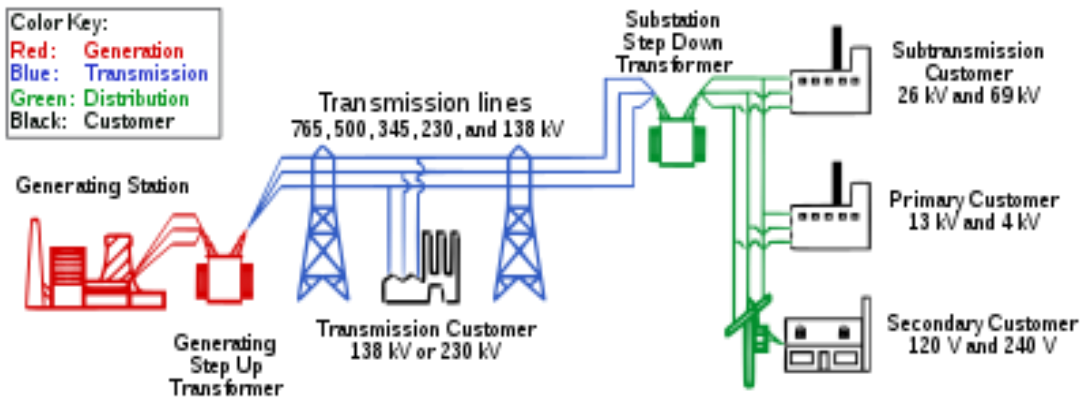 Color Key:
Red: Generation
Blue: Transmission
Green: Distribution
Black: Customer
Generating Station
Generating
Step Up
Transformer
Transmission lines
765, 500, 345, 230, and 138 kV
Transmission Customer
138 kV or 230 kV
Substation
Step Down
Transformer
Subtransmission
Customer
26 kV and 69 kV
Primary Customer
13 kV and 4 kV
Secondary Customer
120 V and 240 V